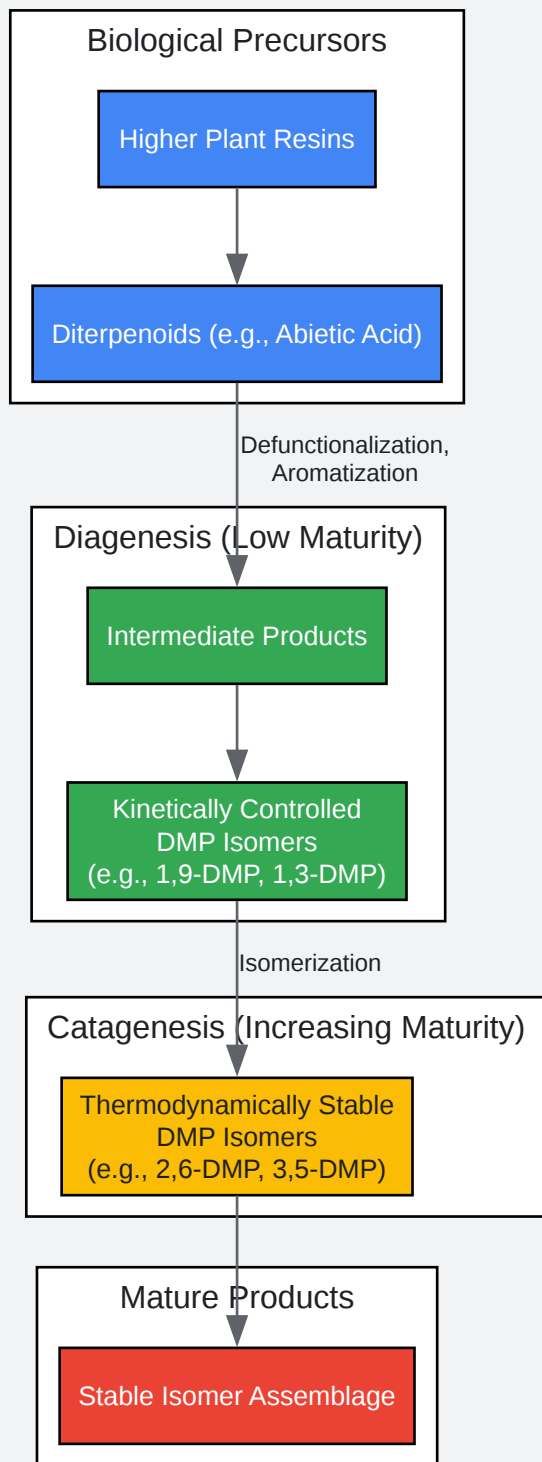 Biological Precursors
Higher Plant Resins
Diterpenoids (e.g., Abietic Acid)
Defunctionalization,
Aromatization
Diagenesis (Low Maturity)
Intermediate Products
Kinetically Controlled
DMP Isomers
(e.g., 1,9-DMP, 1,3-DMP)
Isomerization
Catagenesis (Increasing Maturity)
Thermodynamically Stable
DMP Isomers
(e.g., 2,6-DMP, 3,5-DMP)
Mature Products
Stable Isomer Assemblage